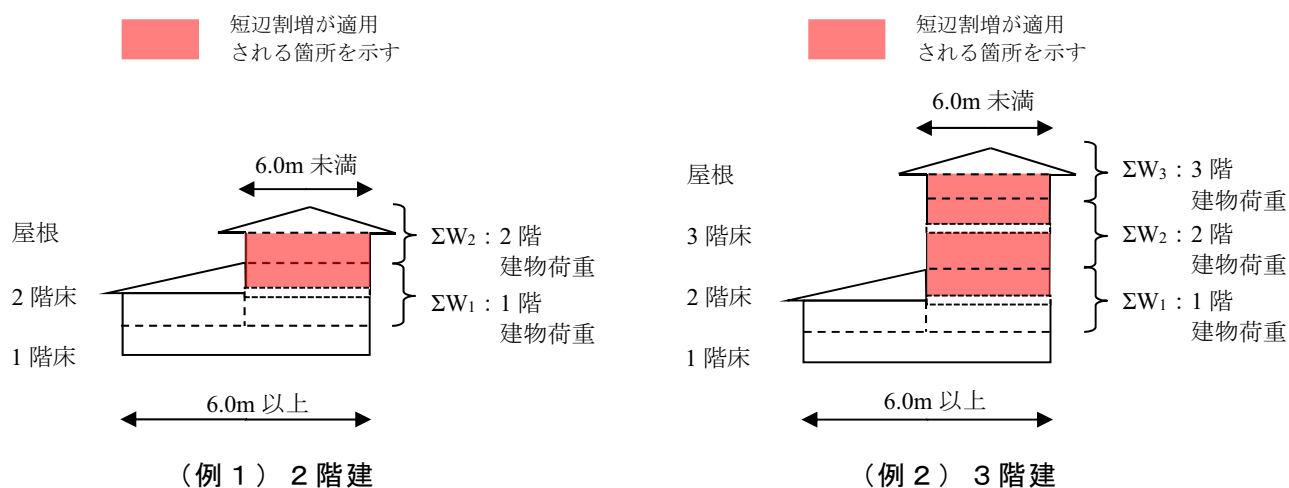 短辺割増が適用
される箇所を示す
6.0m 未満
屋根
2 階床
1 階床
ΣW₂：2 階
建物荷重
ΣW₁：1 階
建物荷重
6.0m 以上
（例１）２階建
短辺割増が適用
される箇所を示す
6.0m 未満
屋根
3 階床
2 階床
1 階床
ΣW₃：3 階
建物荷重
ΣW₂：2 階
建物荷重
ΣW₁：1 階
建物荷重
6.0m 以上
（例２）３階建